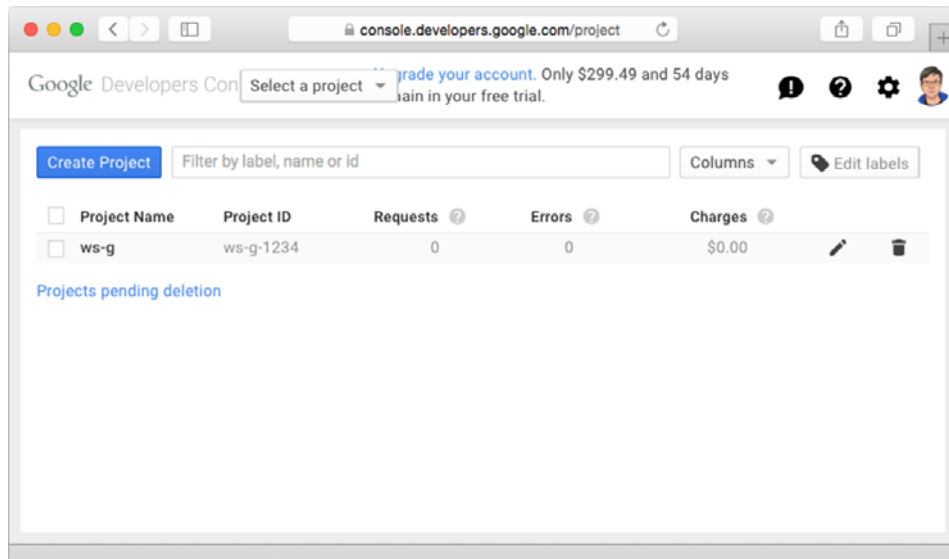 console.developers.google.com/project
Google Developers Con
Select a project
grade your account. Only $299.49 and 54 days
ain in your free trial.
Create Project
Filter by label, name or id
Columns
Edit labels
Project Name Project ID Requests ? Errors ? Charges ?
ws-g ws-g-1234 0 0 $0.00
Projects pending deletion